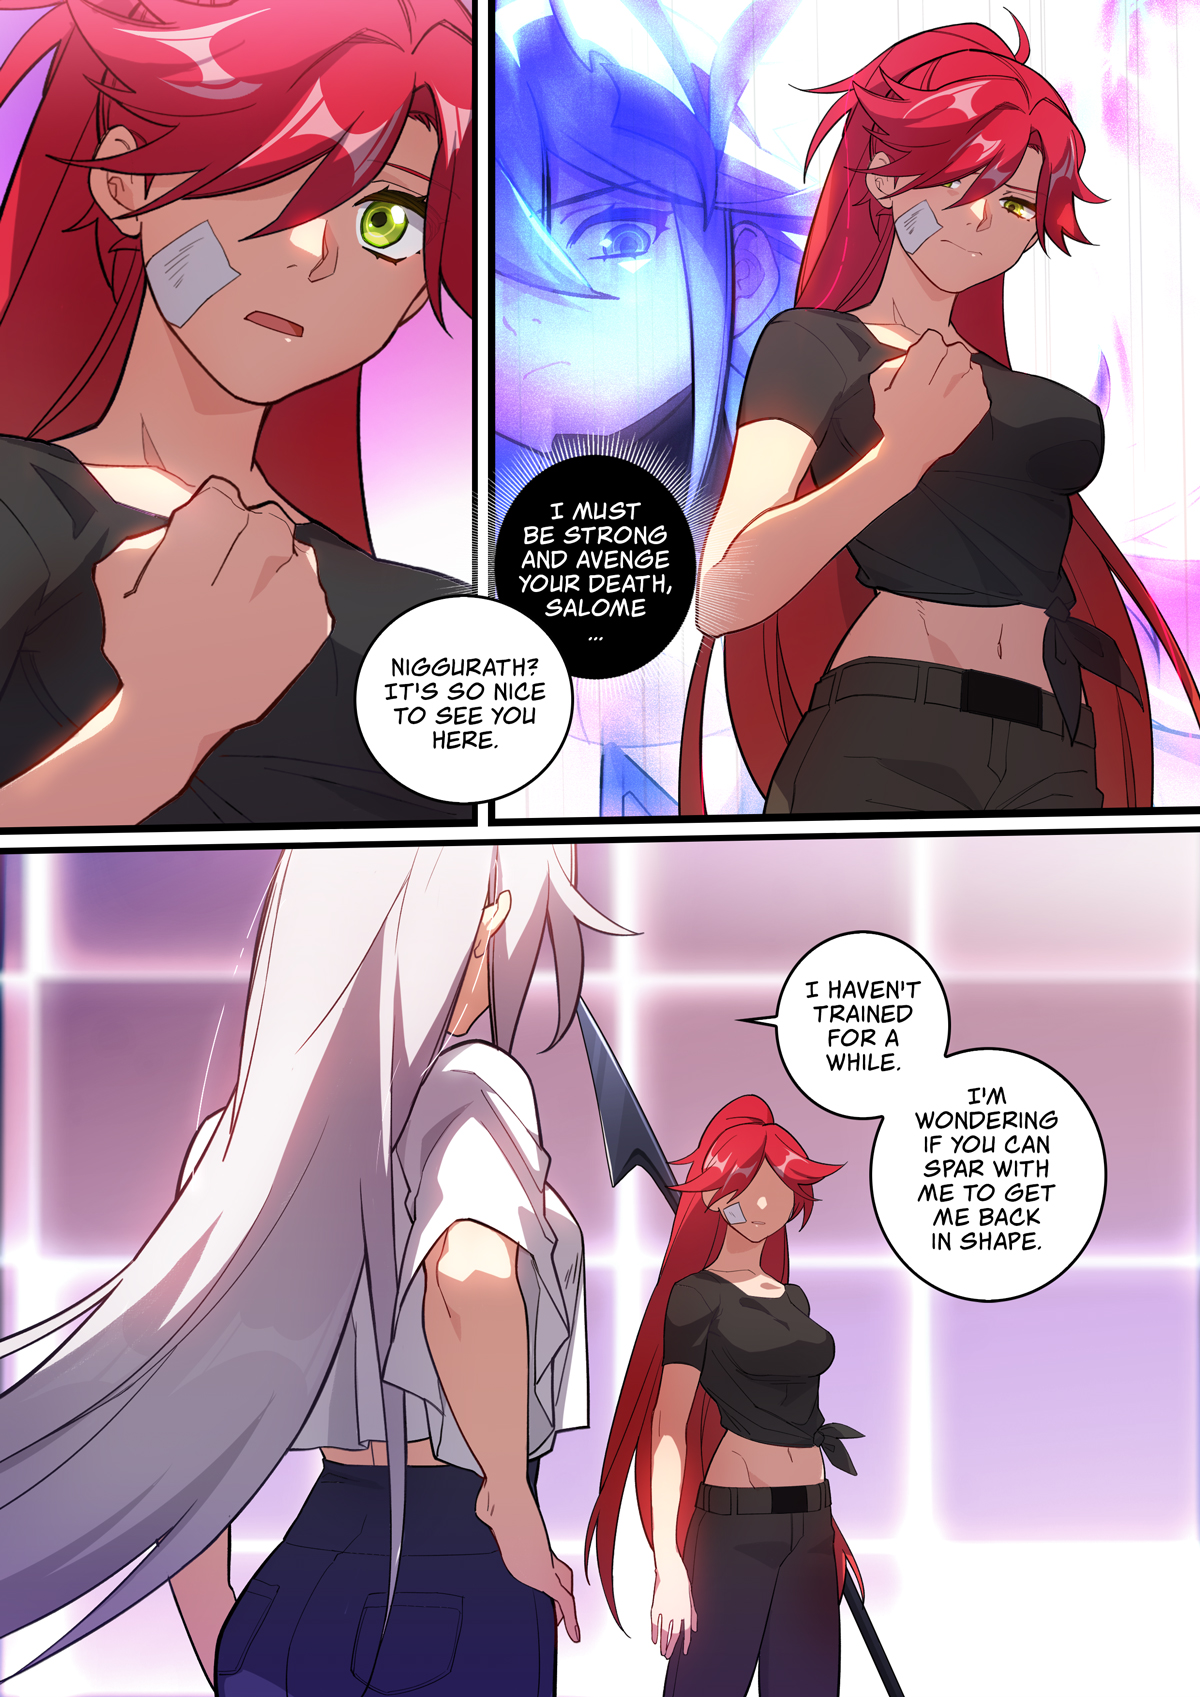 I MUST
BE STRONG
AND AVENGE
YOUR DEATH,
SALOME
...
NIGGURATH?
IT'S SO NICE
TO SEE YOU
HERE.
I HAVEN'T
TRAINED
FOR A
WHILE.
I'M
WONDERING
IF YOU CAN
SPAR WITH
ME TO GET
ME BACK
IN SHAPE.